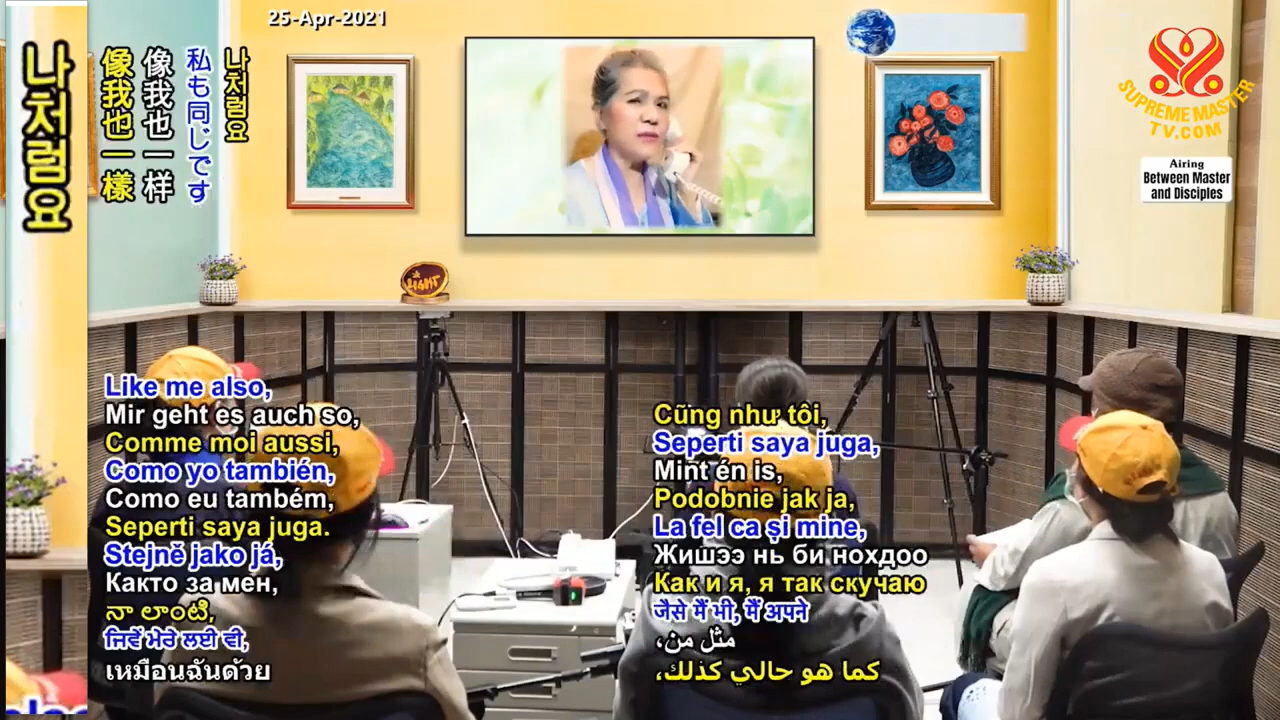 25-Apr-2021
나처럼요
像我也一樣
像我也一样
私も同じです
나처럼요
SUPREME MASTER
TV.COM
Airing
Between Master
and Disciples
LIGHT
Like me also,
Mir geht es auch so,
Comme moi aussi,
Como yo también,
Como eu também,
Seperti saya juga.
Stejně jako já,
Както за мен,
నా లాంటి,
ਜਿਵੇਂ ਮੇਰੇ ਲਈ ਵੀ,
เหมือนฉันด้วย
Cũng như tôi,
Seperti saya juga,
Mint én is,
Podobnie jak ja,
La fel ca și mine,
Жишээ нь би нохдоо
Как и я, я так скучаю
जैसे मैं भी, मैं अपने
مثل من،
كما هو حالي كذلك،